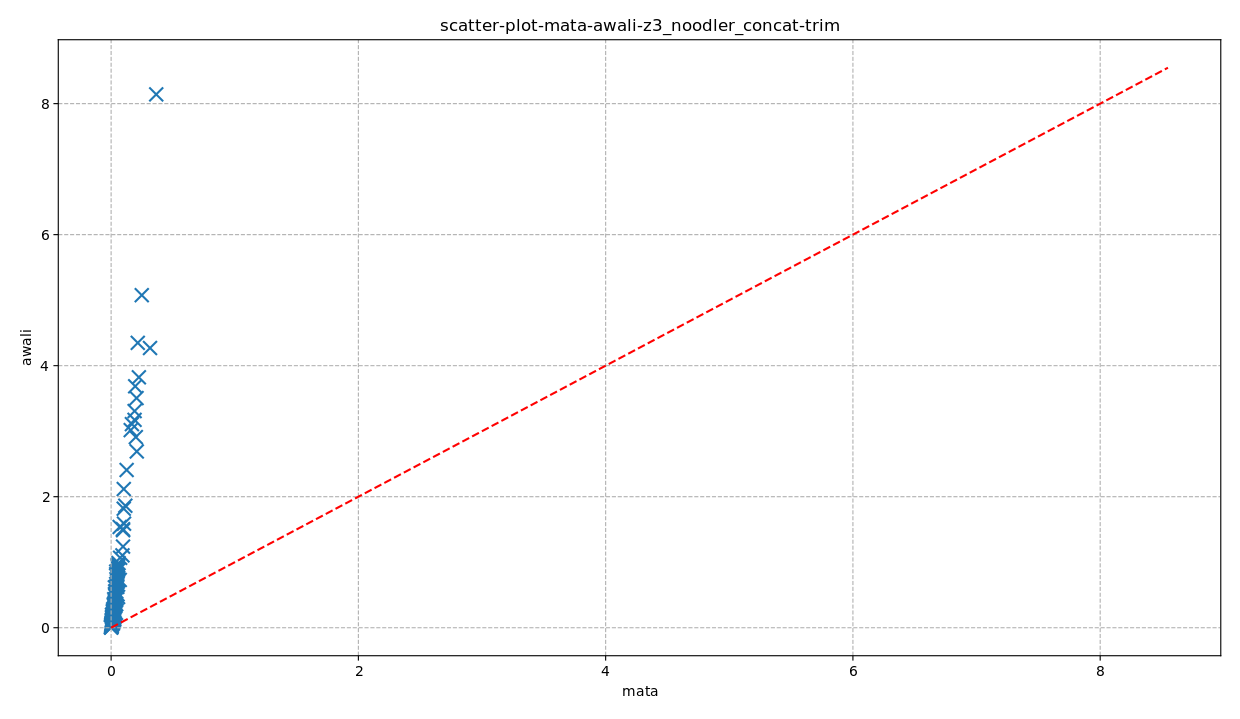 scatter-plot-mata-awali-z3_noodler_concat-trim
8
6
4
2
0
awali
0 2 4 6 8
mata